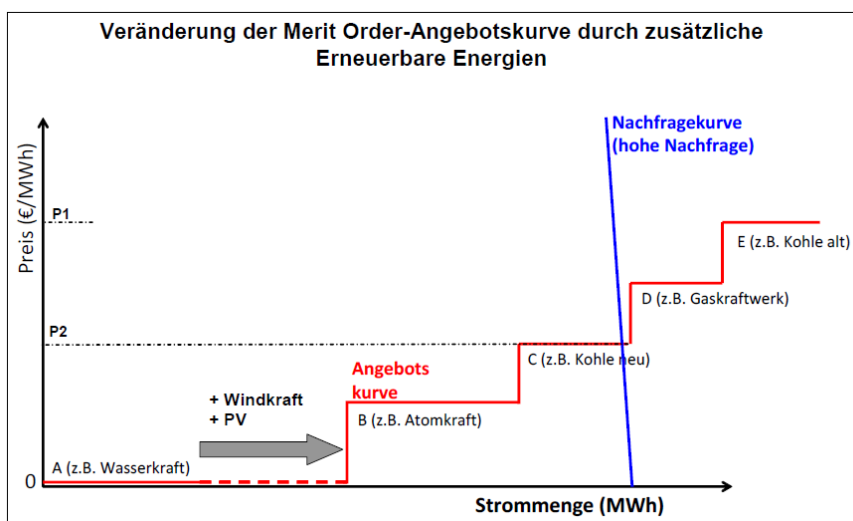 Veränderung der Merit Order-Angebotskurve durch zusätzliche
Erneuerbare Energien
Nachfragekurve
(hohe Nachfrage)
Preis (€/MWh)
P1
E (z.B. Kohle alt)
D (z.B. Gaskraftwerk)
P2
C (z.B. Kohle neu)
Angebots
kurve
+ Windkraft
+ PV
B (z.B. Atomkraft)
A (z.B. Wasserkraft)
0
Strommenge (MWh)